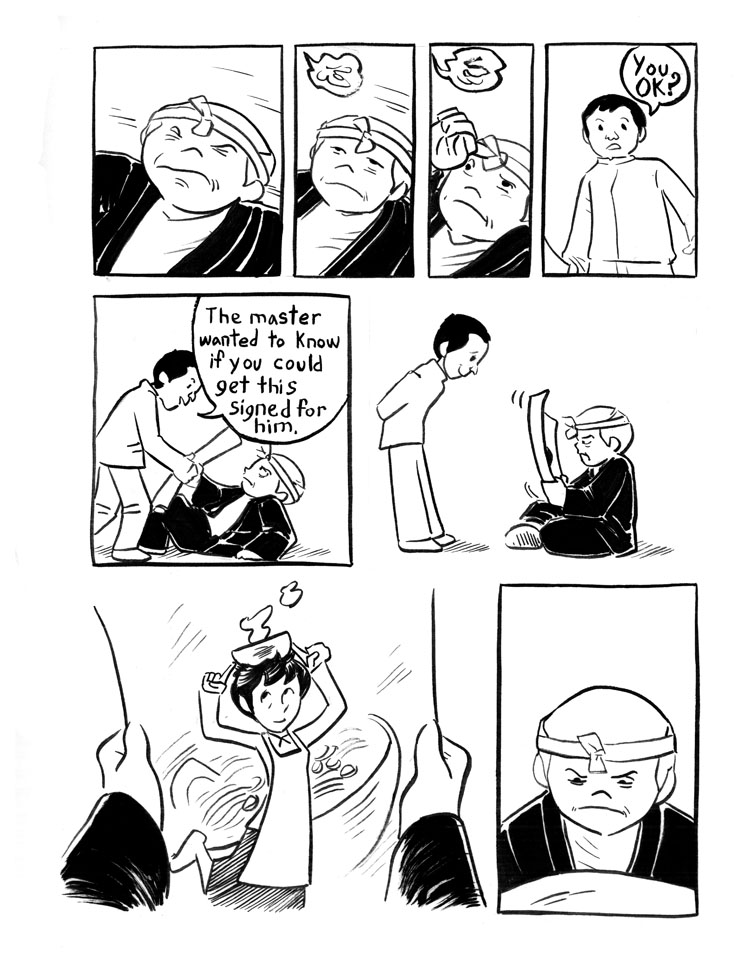 You
OK?
The master
wanted to know
if you could
get this
signed for
him.